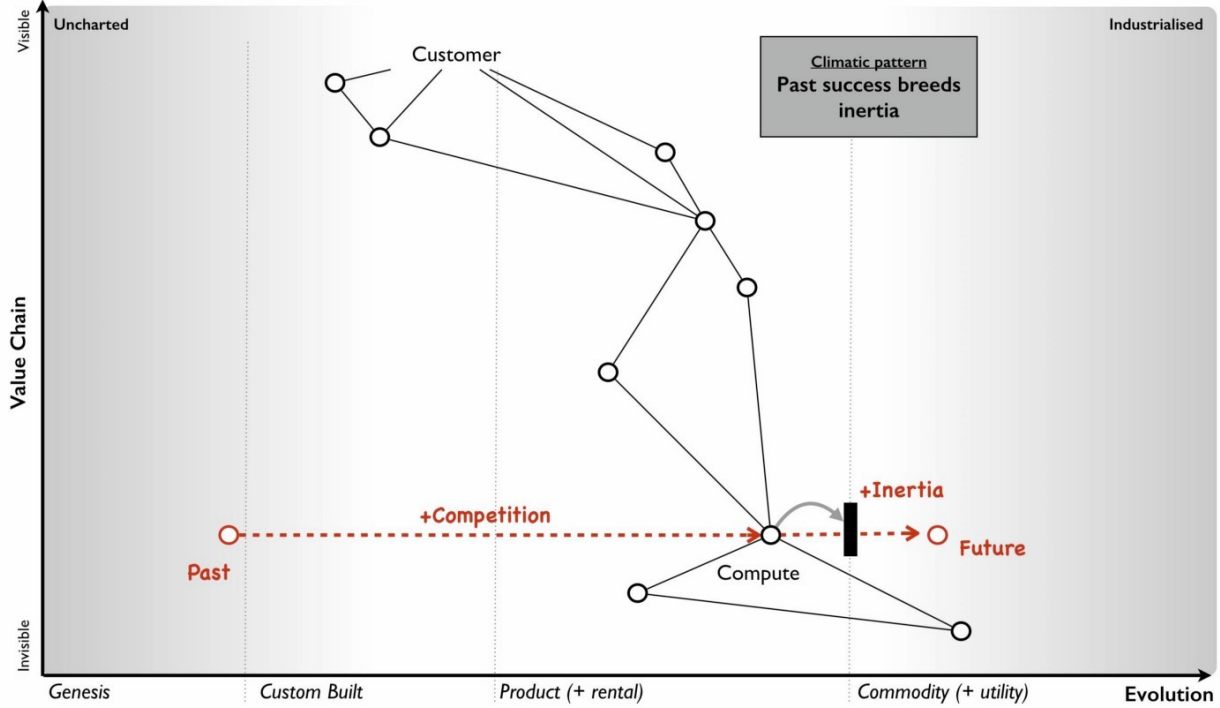 Visible
Uncharted
Industrialised
Customer
Climatic pattern
Past success breeds
inertia
Value Chain
+Inertia
+Competition
Past
Future
Compute
Invisible
Genesis
Custom Built
Product (+ rental)
Commodity (+ utility)
Evolution